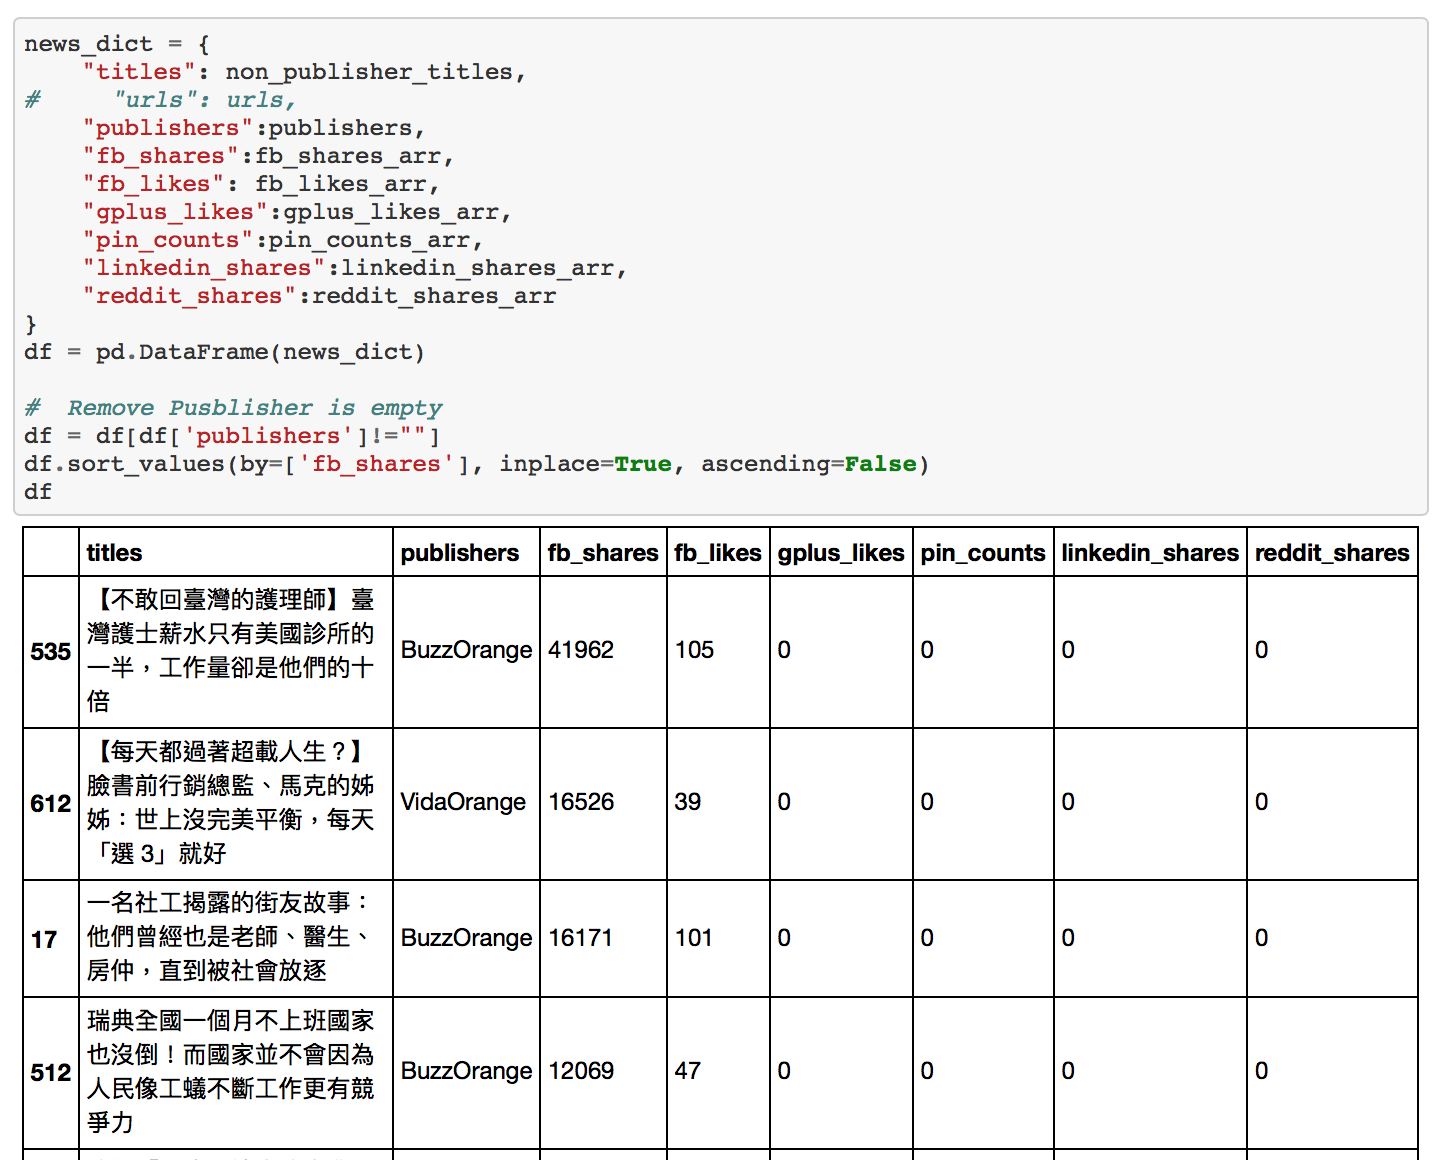 news_dict = {
    "titles": non_publisher_titles,
#     "urls": urls,
    "publishers":publishers,
    "fb_shares":fb_shares_arr,
    "fb_likes": fb_likes_arr,
    "gplus_likes":gplus_likes_arr,
    "pin_counts":pin_counts_arr,
    "linkedin_shares":linkedin_shares_arr,
    "reddit_shares":reddit_shares_arr
}
df = pd.DataFrame(news_dict)
#  Remove Pusblisher is empty
df = df[df['publishers']!=""]
df.sort_values(by=['fb_shares'], inplace=True, ascending=False)
df
titles publishers fb_shares fb_likes gplus_likes pin_counts linkedin_shares reddit_shares
【不敢回臺灣的護理師】臺
灣護士薪水只有美國診所的
535 BuzzOrange 41962 105 0 0 0 0
一半，工作量卻是他們的十
倍
【每天都過著超載人生？】
臉書前行銷總監、馬克的姊
612 VidaOrange 16526 39 0 0 0 0
姊：世上沒完美平衡，每天
「選 3」就好
一名社工揭露的街友故事：
17 他們曾經也是老師、醫生、 BuzzOrange 16171 101 0 0 0 0
房仲，直到被社會放逐
瑞典全國一個月不上班國家
也沒倒！而國家並不會因為
512 BuzzOrange 12069 47 0 0 0 0
人民像工蟻不斷工作更有競
爭力